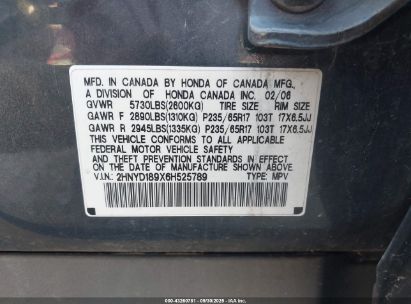 MFD. IN CANADA BY HONDA OF CANADA MFG.,
A DIVISION OF HONDA CANADA INC. 02/06
GVWR 5730LBS(2600KG) TIRE SIZE RIM SIZE
GAWR F 2890LBS(1310KG) P235/65R17 103T 17X6.5JJ
GAWR R 2945LBS(1335KG) P235/65R17 103T 17X6.5JJ
THIS VEHICLE CONFORMS TO ALL APPLICABLE
FEDERAL MOTOR VEHICLE SAFETY
AND THEFT PREVENTION STANDARDS IN EFFECT
ON THE DATE OF MANUFACTURE SHOWN ABOVE.
V.I.N.: 2HNYD189X6H525789 TYPE: MPV